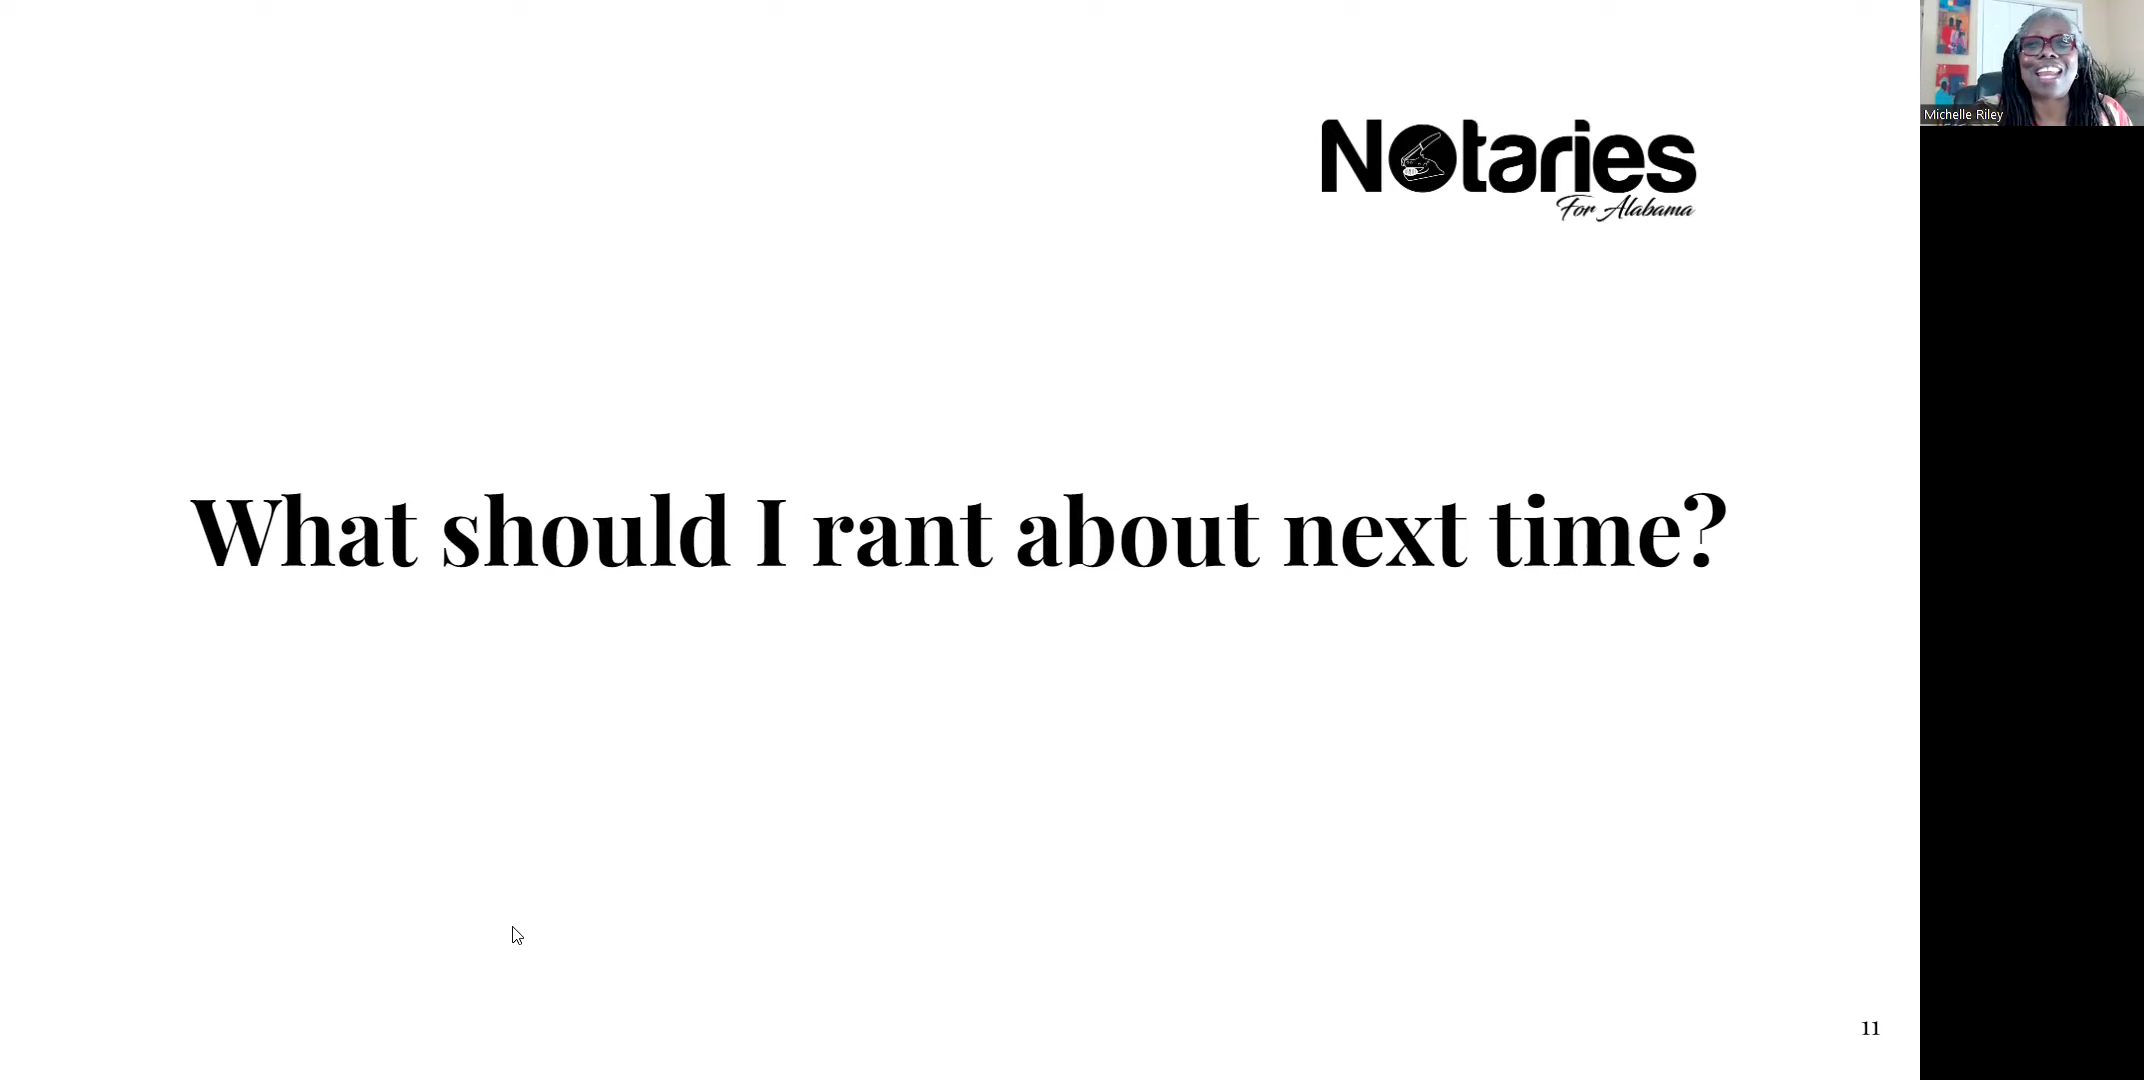 Notaries
For Alabama
Michelle Riley
What should I rant about next time?
11